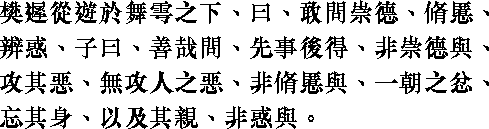 樊遲從遊於舞雩之下、曰、敢問崇德、脩慝、
辨惑、子曰、善哉問、先事後得、非崇德與、
攻其惡、無攻人之惡、非脩慝與、一朝之忿、
忘其身、以及其親、非惑與。